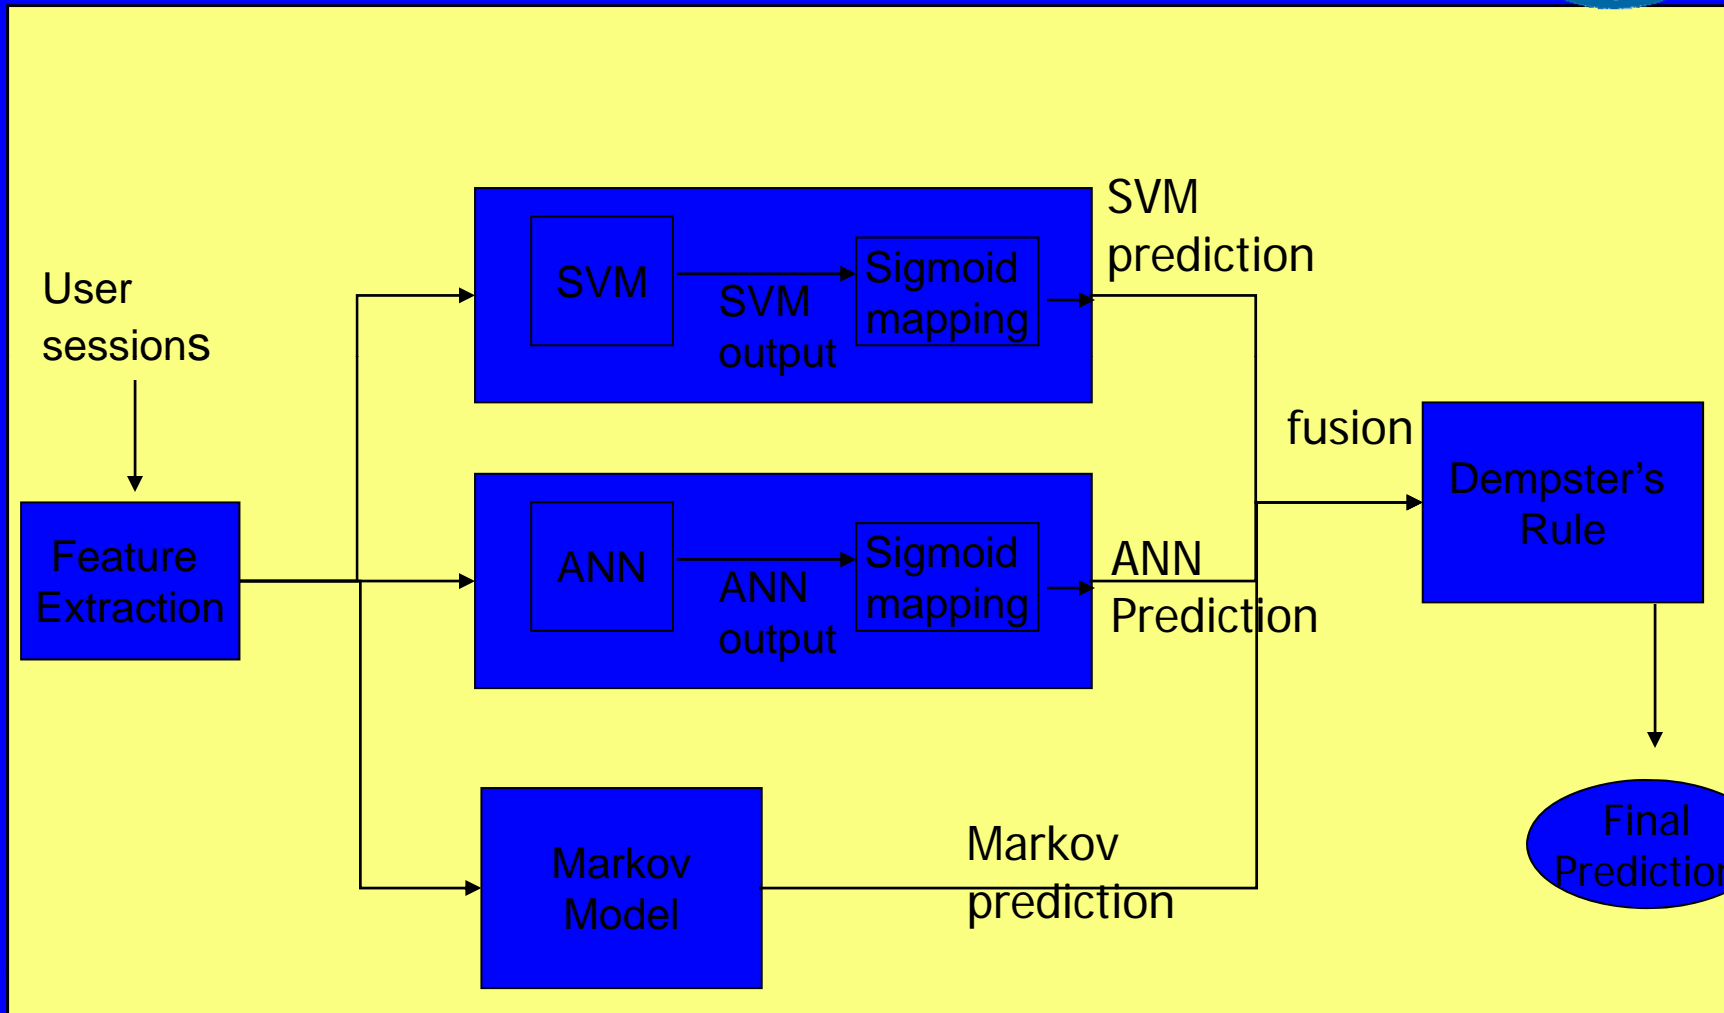 User
sessions
Feature
Extraction
SVM
SVM
output
Sigmoid
mapping
SVM
prediction
ANN
ANN
output
Sigmoid
mapping
ANN
Prediction
Markov
Model
Markov
prediction
fusion
Dempster’s
Rule
Final
Prediction